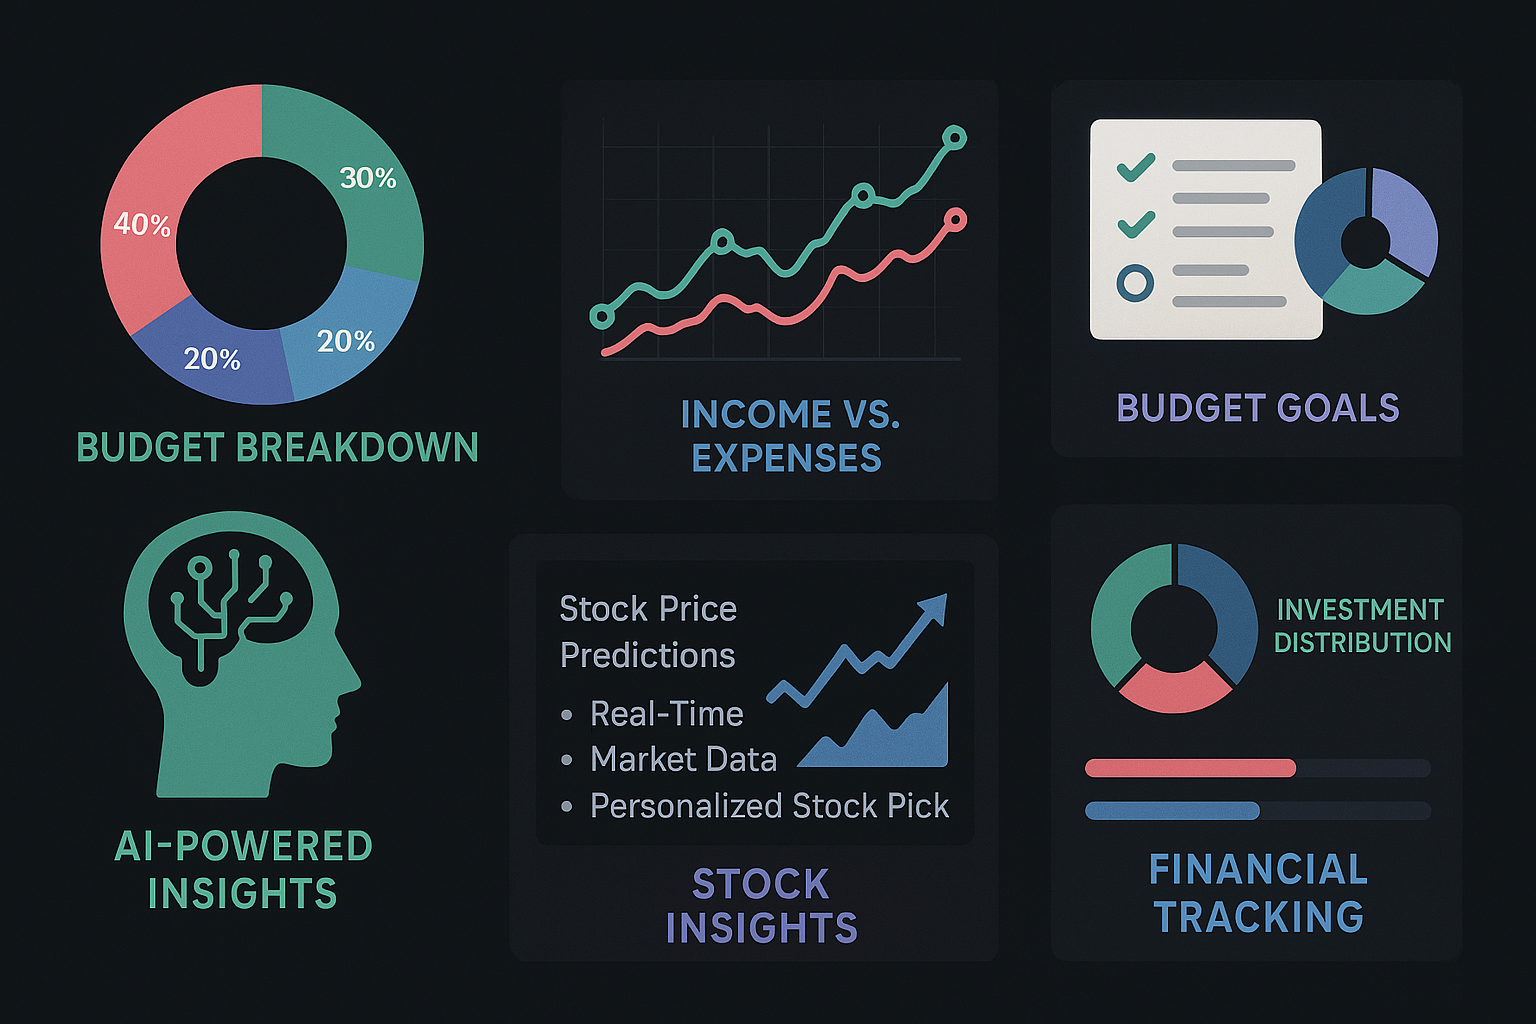 30%
40%
20%
20%
BUDGET BREAKDOWN
INCOME VS.
EXPENSES
BUDGET GOALS
AI-POWERED
INSIGHTS
Stock Price
Predictions
• Real-Time
• Market Data
• Personalized Stock Pick
STOCK
INSIGHTS
INVESTMENT
DISTRIBUTION
FINANCIAL
TRACKING